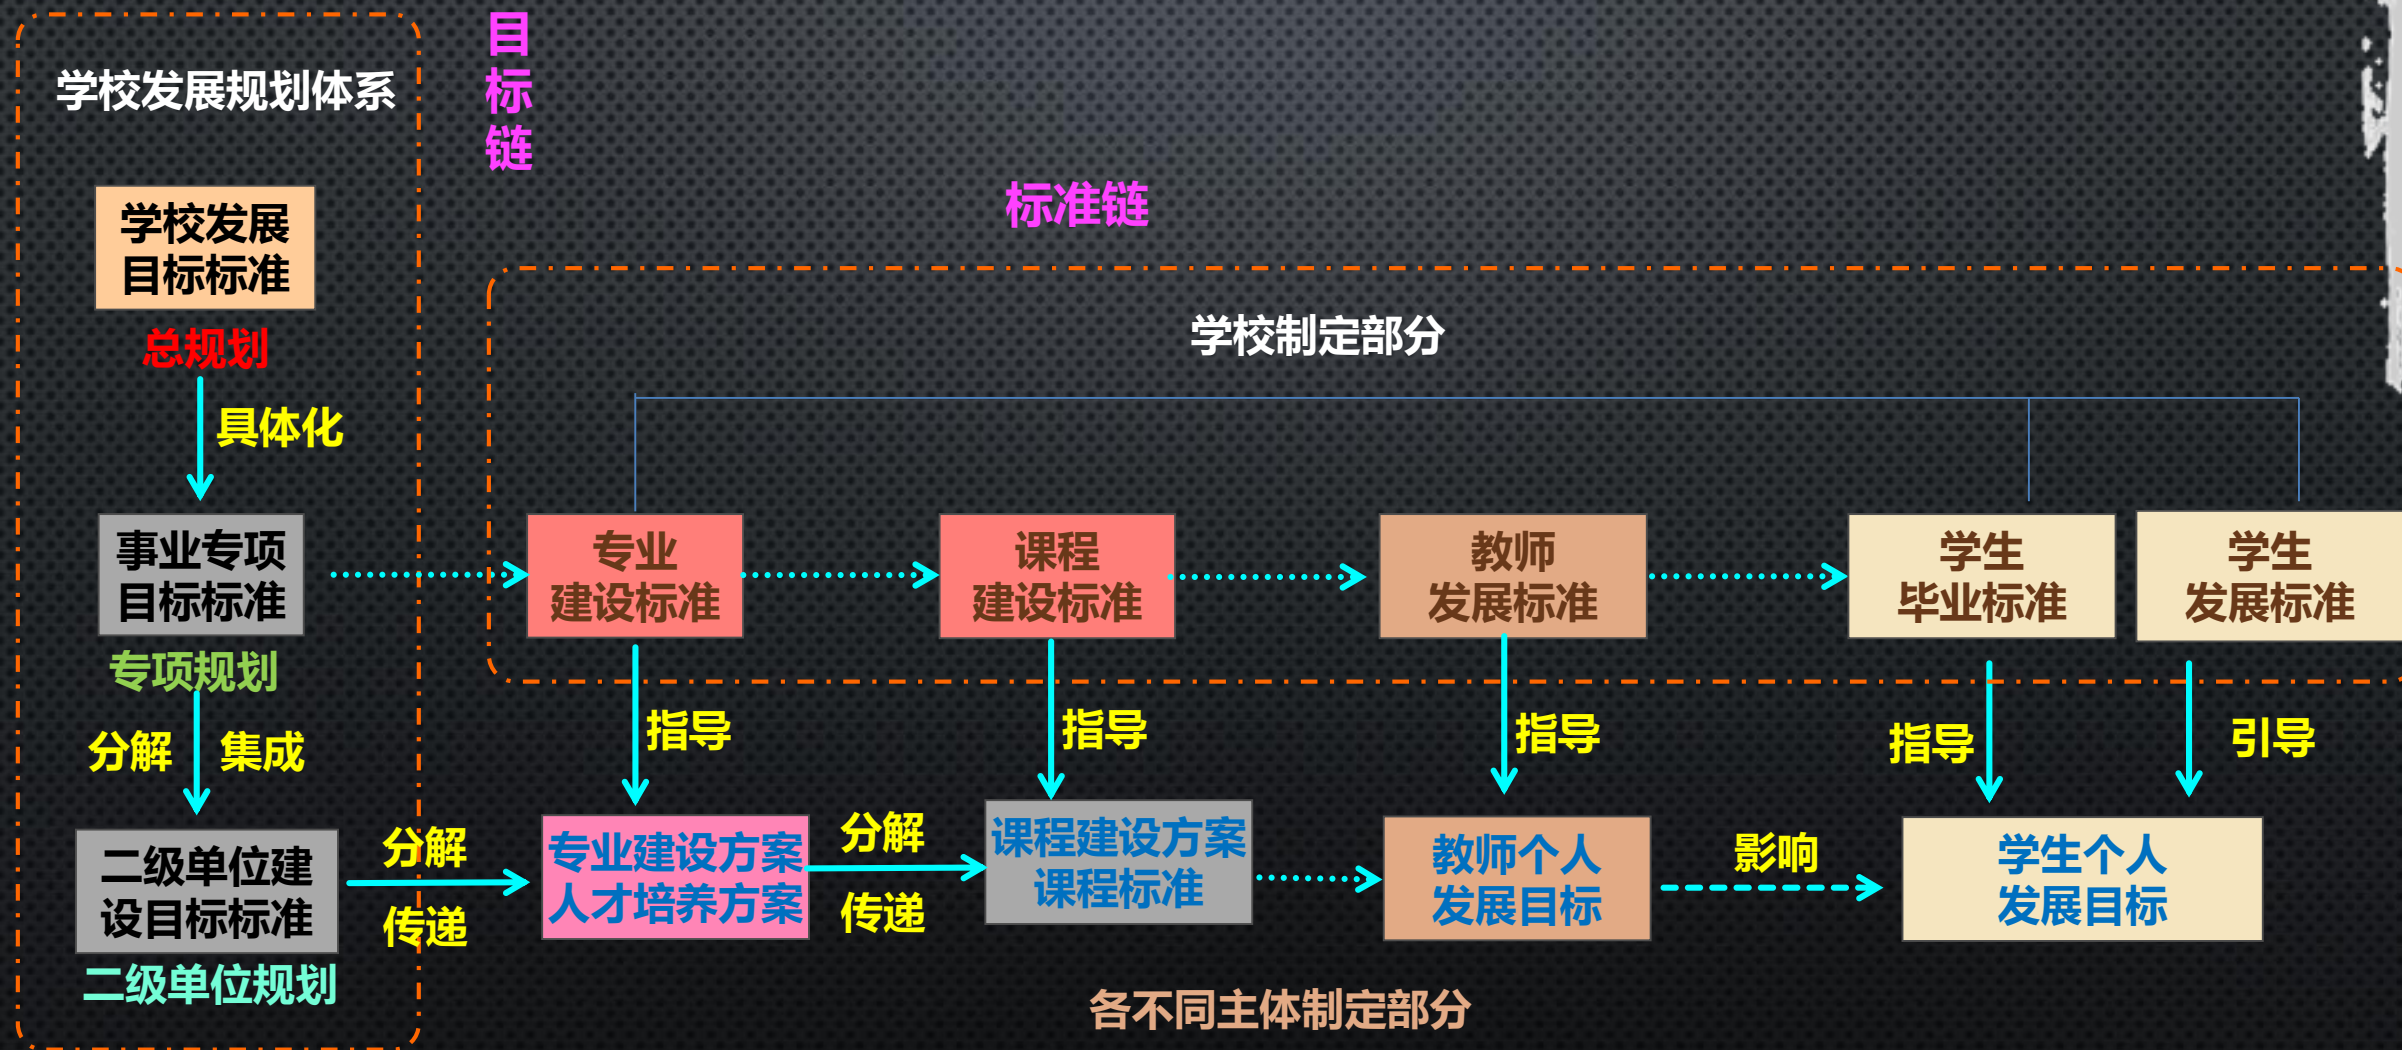 学校发展规划体系
学校发展
目标标准
总规划
具体化
事业专项
目标标准
专项规划
分解
集成
二级单位建
设目标标准
二级单位规划
目
标
链
标准链
学校制定部分
专业
建设标准
课程
建设标准
教师
发展标准
学生
毕业标准
学生
发展标准
指导
指导
指导
指导
引导
分解
传递
专业建设方案
人才培养方案
分解
传递
课程建设方案
课程标准
教师个人
发展目标
影响
学生个人
发展目标
各不同主体制定部分